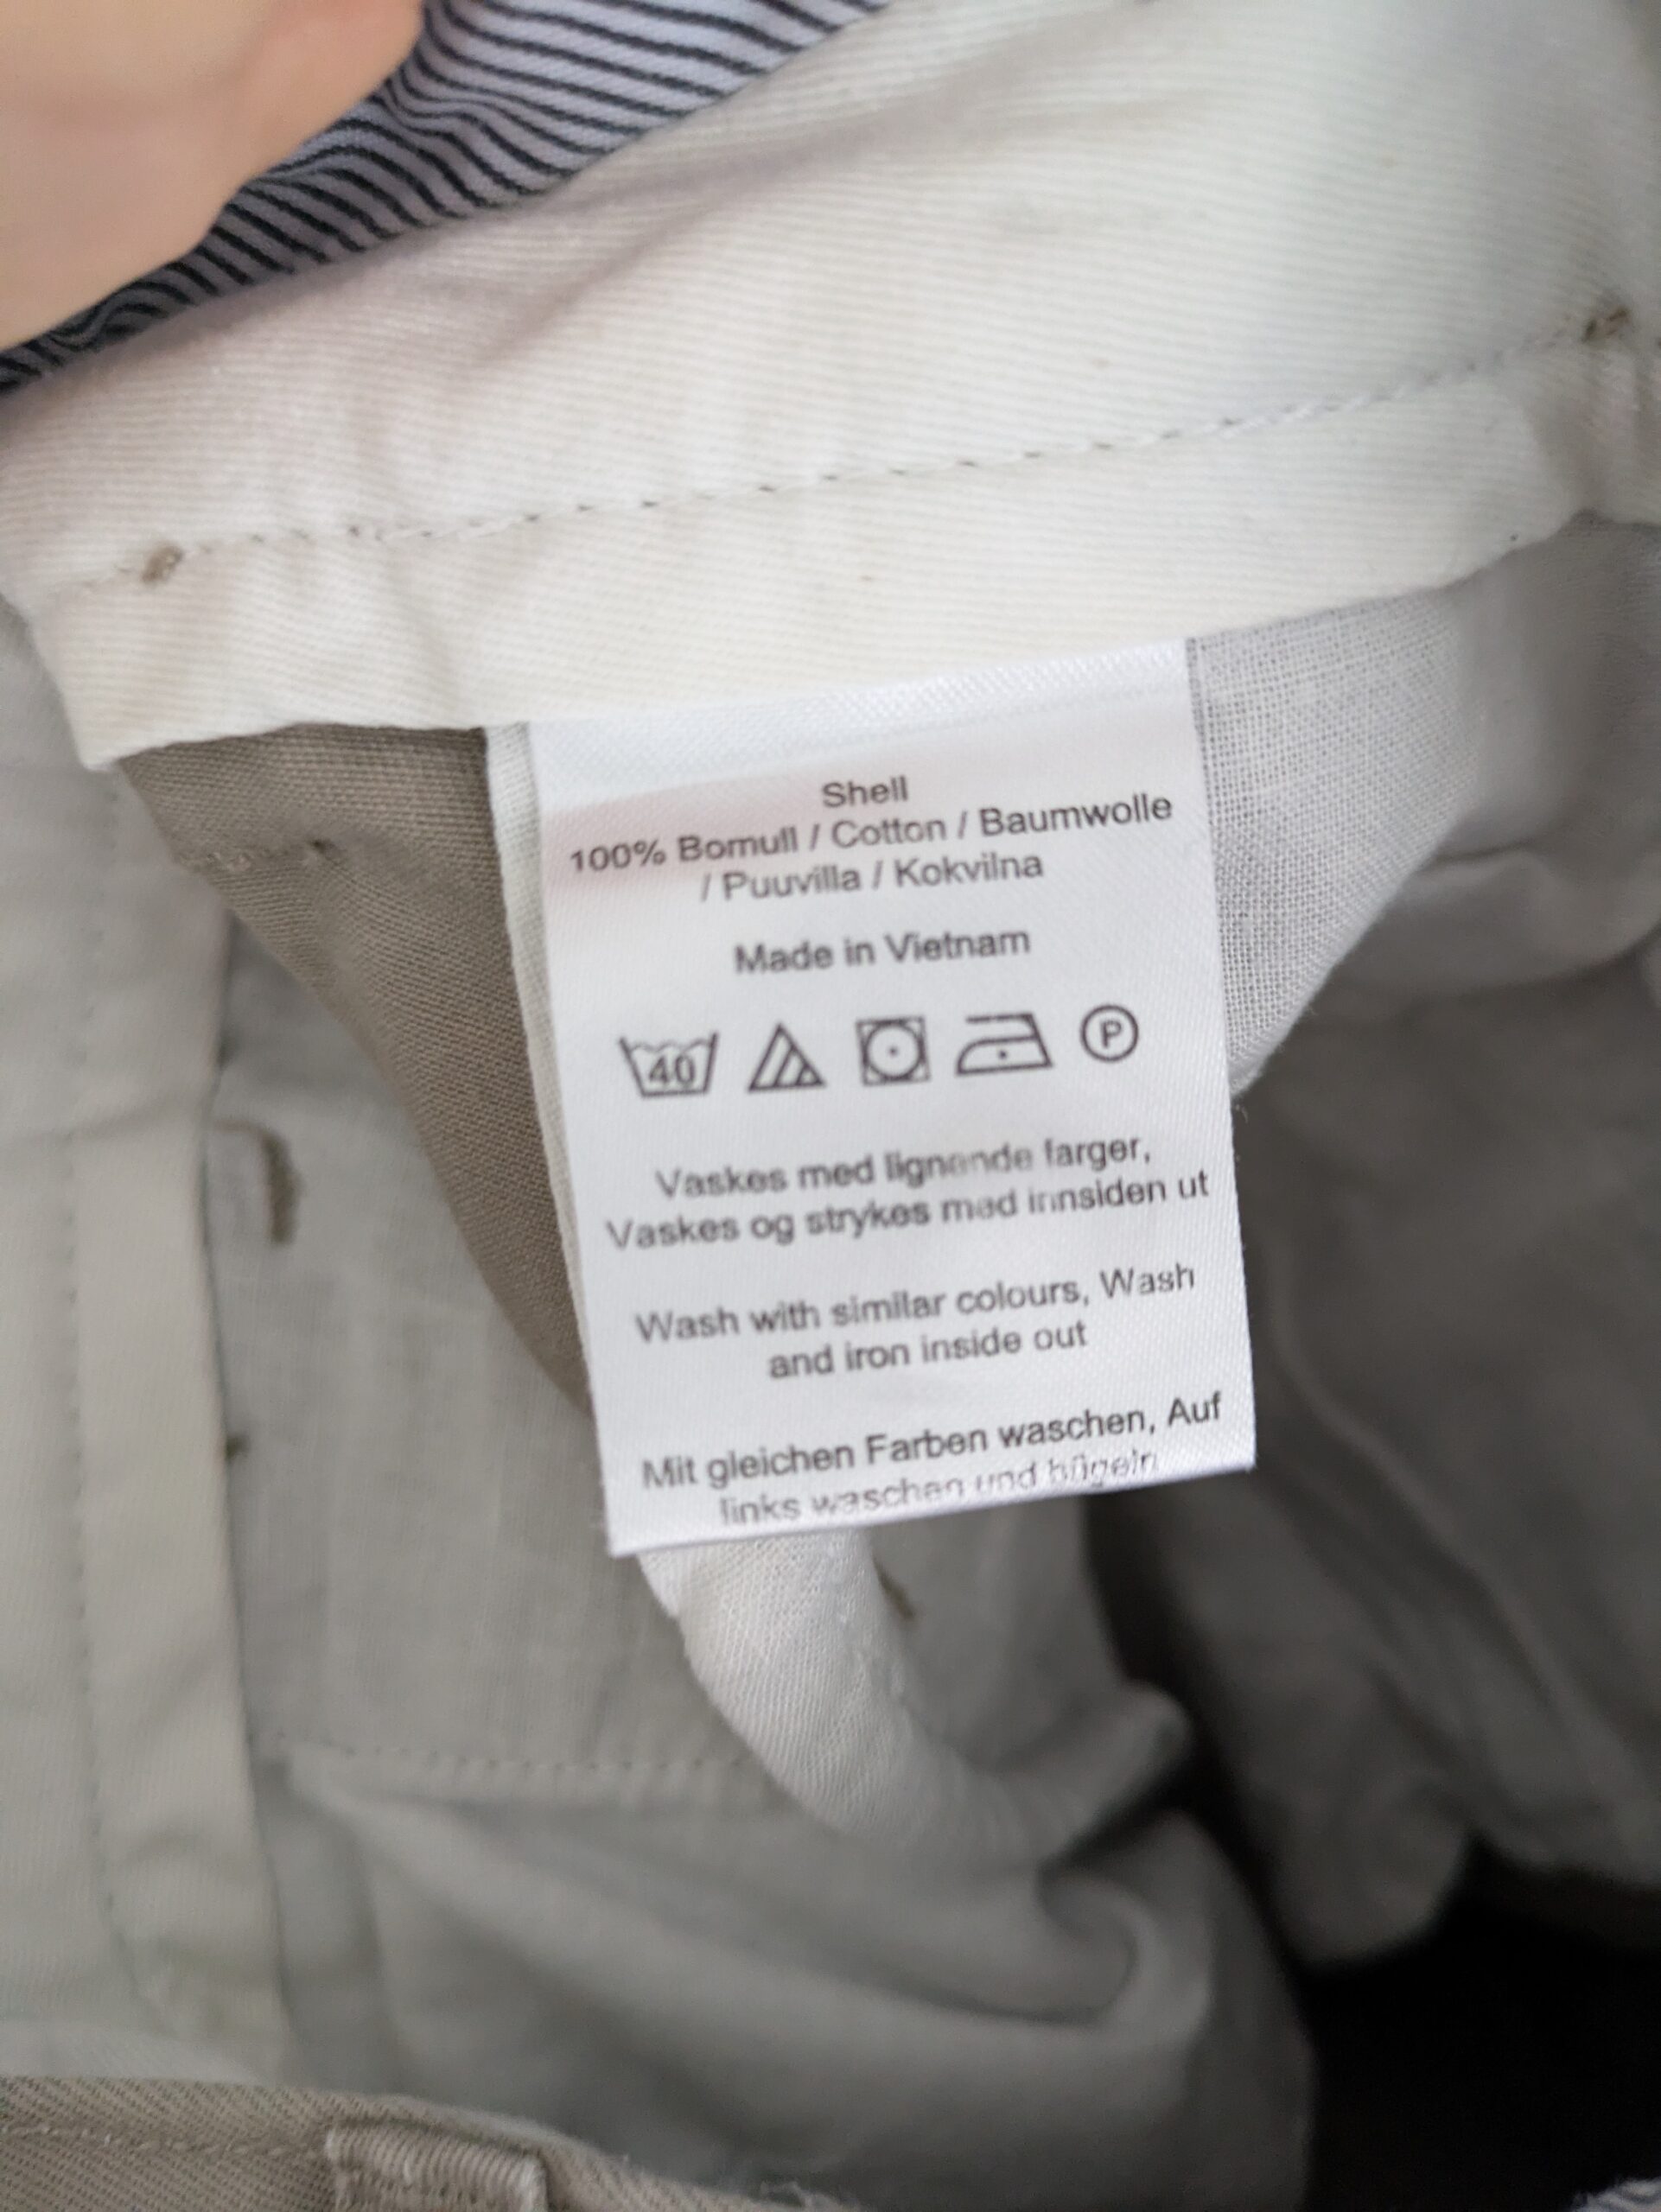 Shell
100% Bomull / Cotton / Baumwolle
/ Puuvilla / Kokvilna
Made in Vietnam
40 P
Vaskes med lignende farger,
Vaskes og strykes med innsiden ut
Wash with similar colours, Wash
and iron inside out
Mit gleichen Farben waschen, Auf
links waschen und bügeln